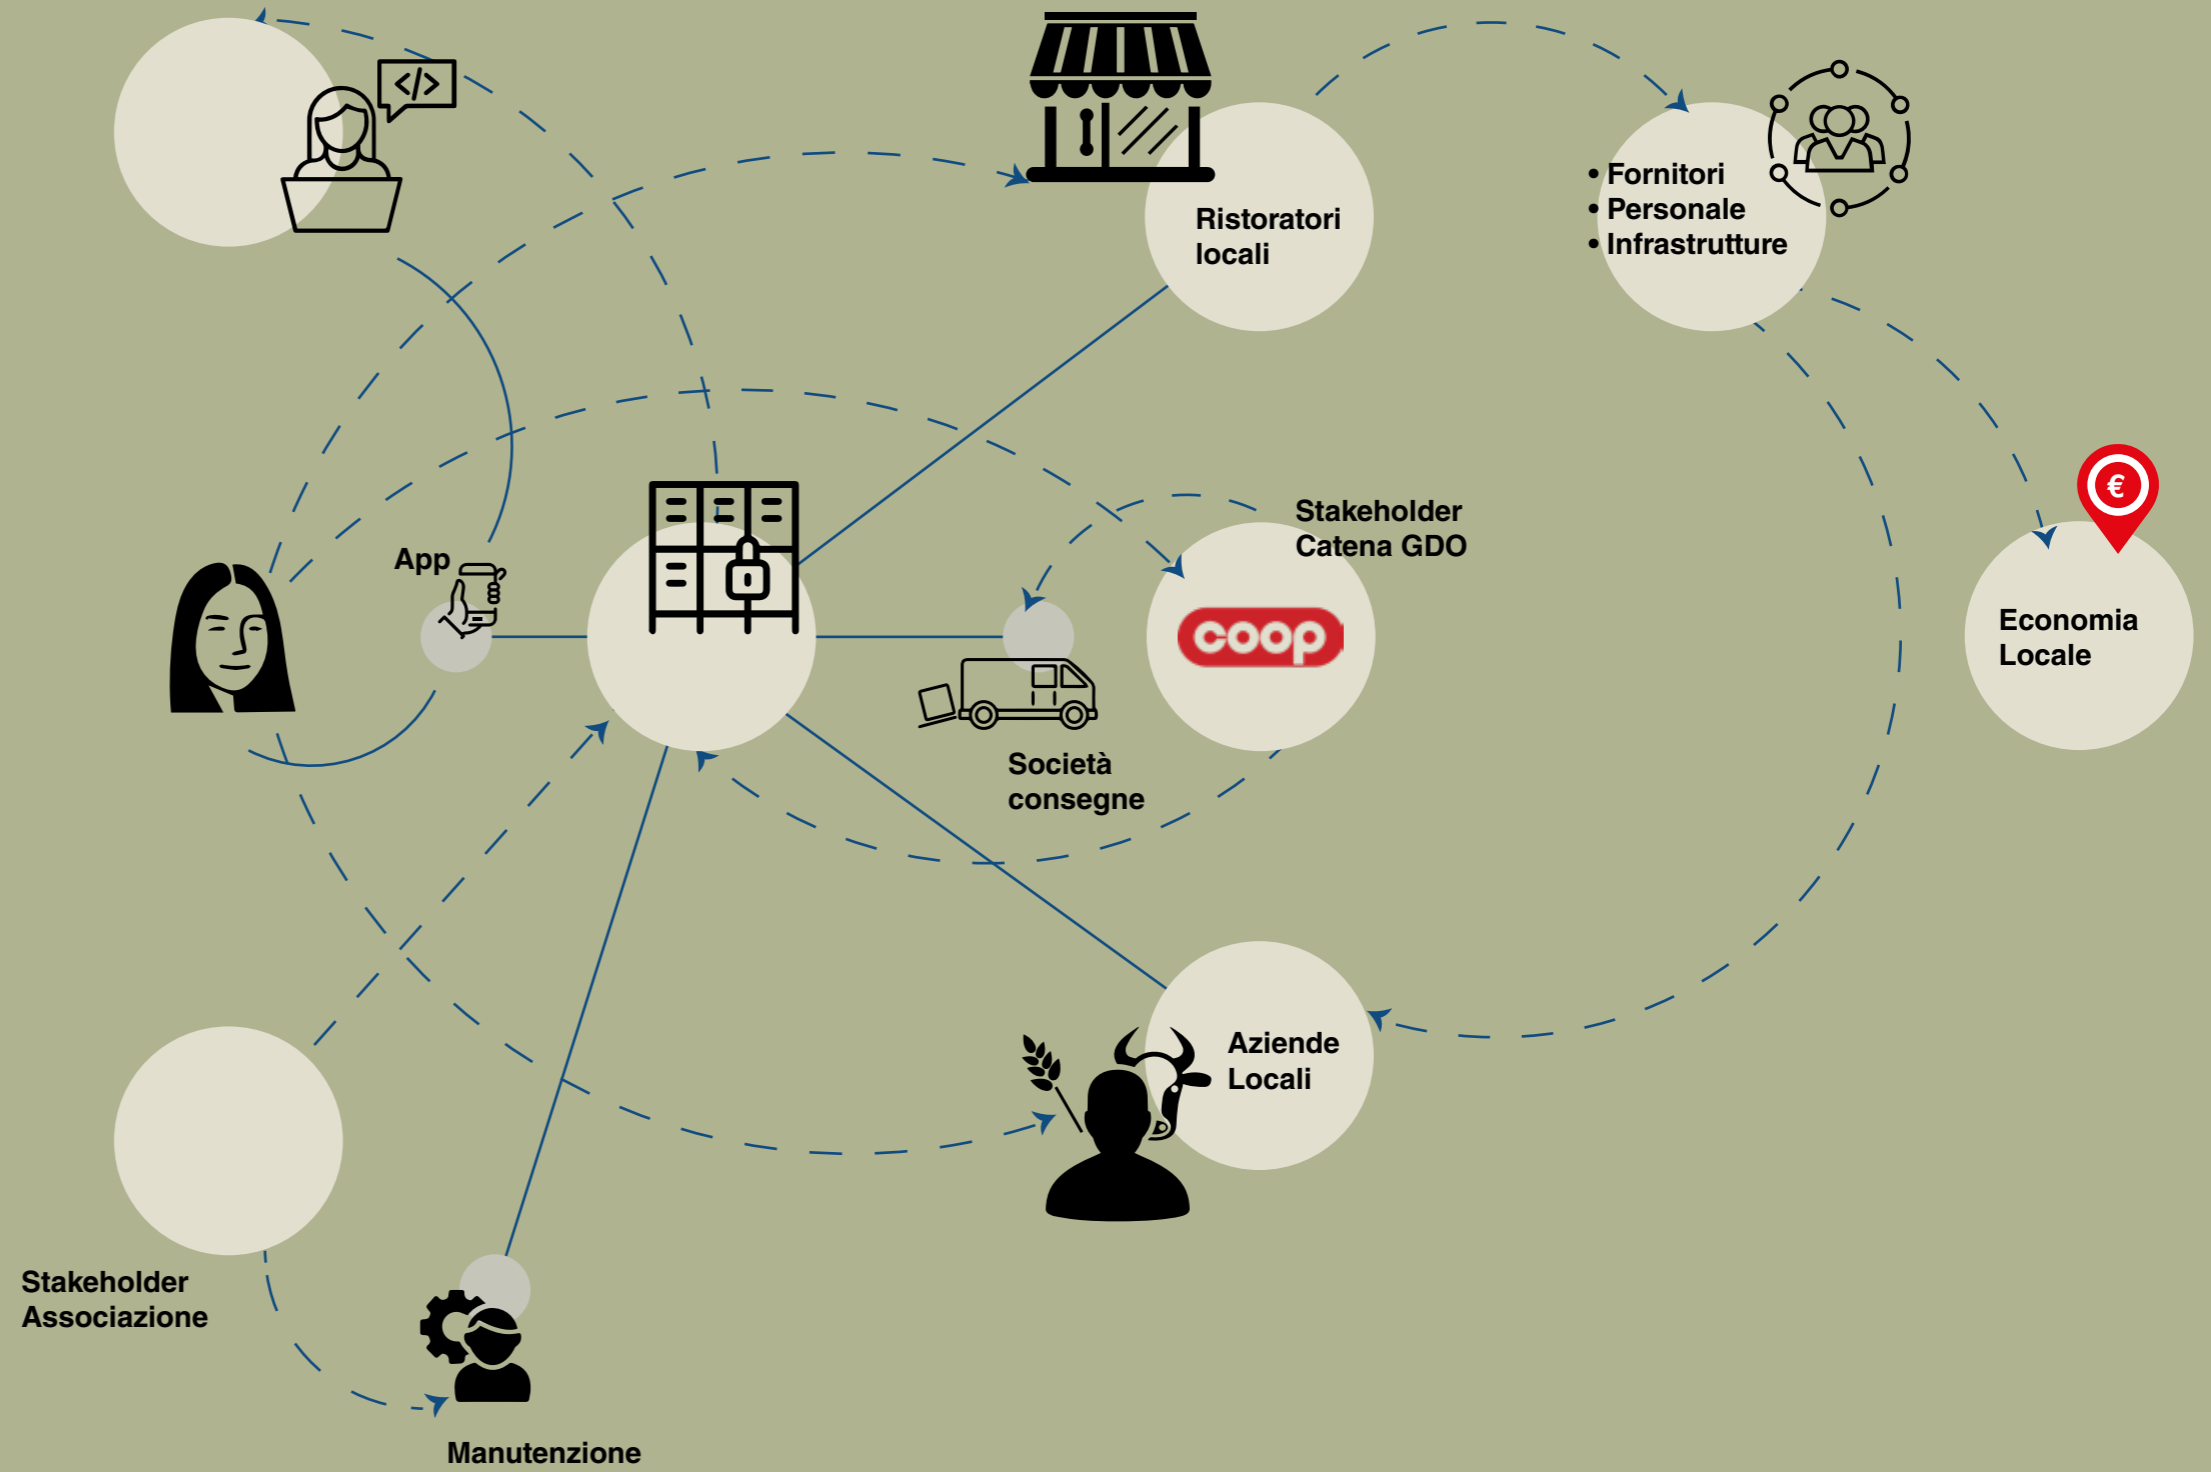 </>
Ristoratori
locali
• Fornitori
• Personale
• Infrastrutture
Stakeholder
Catena GDO
App
€
coop
Economia
Locale
Società
consegne
Aziende
Locali
Stakeholder
Associazione
Manutenzione